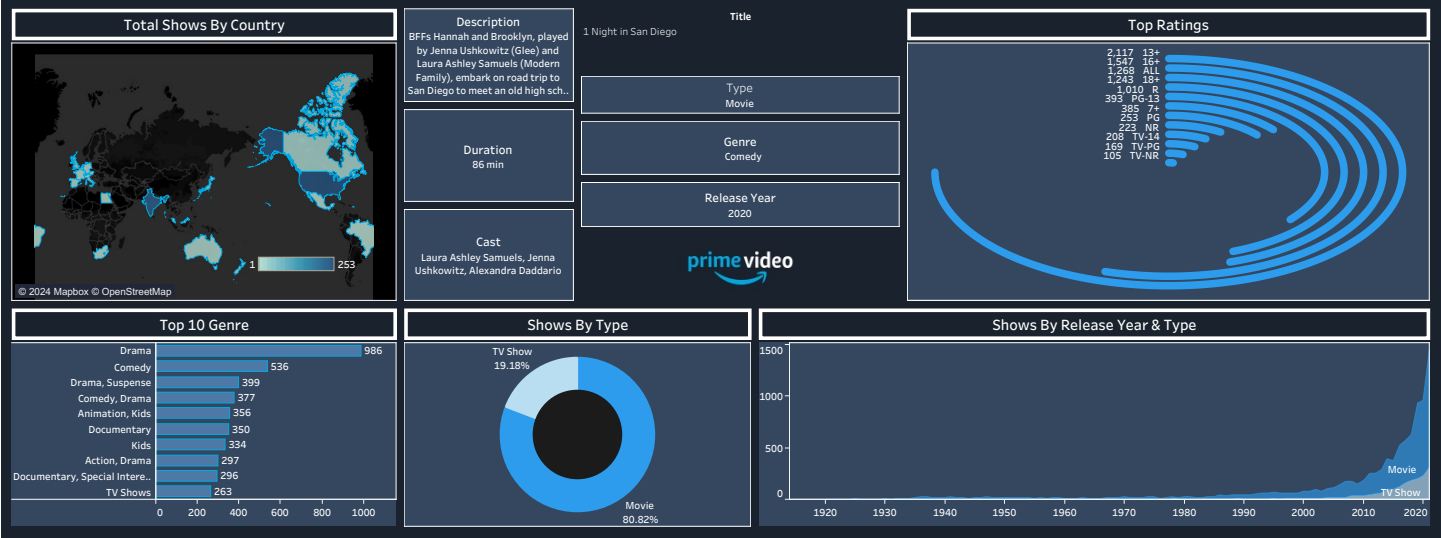 Total Shows By Country
1
253
© 2024 Mapbox © OpenStreetMap
Description
BFFs Hannah and Brooklyn, played
by Jenna Ushkowitz (Glee) and
Laura Ashley Samuels (Modern
Family), embark on road trip to
San Diego to meet an old high sch..
Duration
86 min
Cast
Laura Ashley Samuels, Jenna
Ushkowitz, Alexandra Daddario
Title
1 Night in San Diego
Type
Movie
Genre
Comedy
Release Year
2020
prime video
Top Ratings
2,117 13+
1,547 16+
1,268 ALL
1,243 18+
1,010 R
393 PG-13
385 7+
253 PG
223 NR
208 TV-14
169 TV-PG
105 TV-NR
Top 10 Genre
Drama 986
Comedy 536
Drama, Suspense 399
Comedy, Drama 377
Animation, Kids 356
Documentary 350
Kids 334
Action, Drama 297
Documentary, Special Intere.. 296
TV Shows 263
0 200 400 600 800 1000
Shows By Type
TV Show
19.18%
Movie
80.82%
Shows By Release Year & Type
1500
1000
500
0
Movie
TV Show
1920 1930 1940 1950 1960 1970 1980 1990 2000 2010 2020